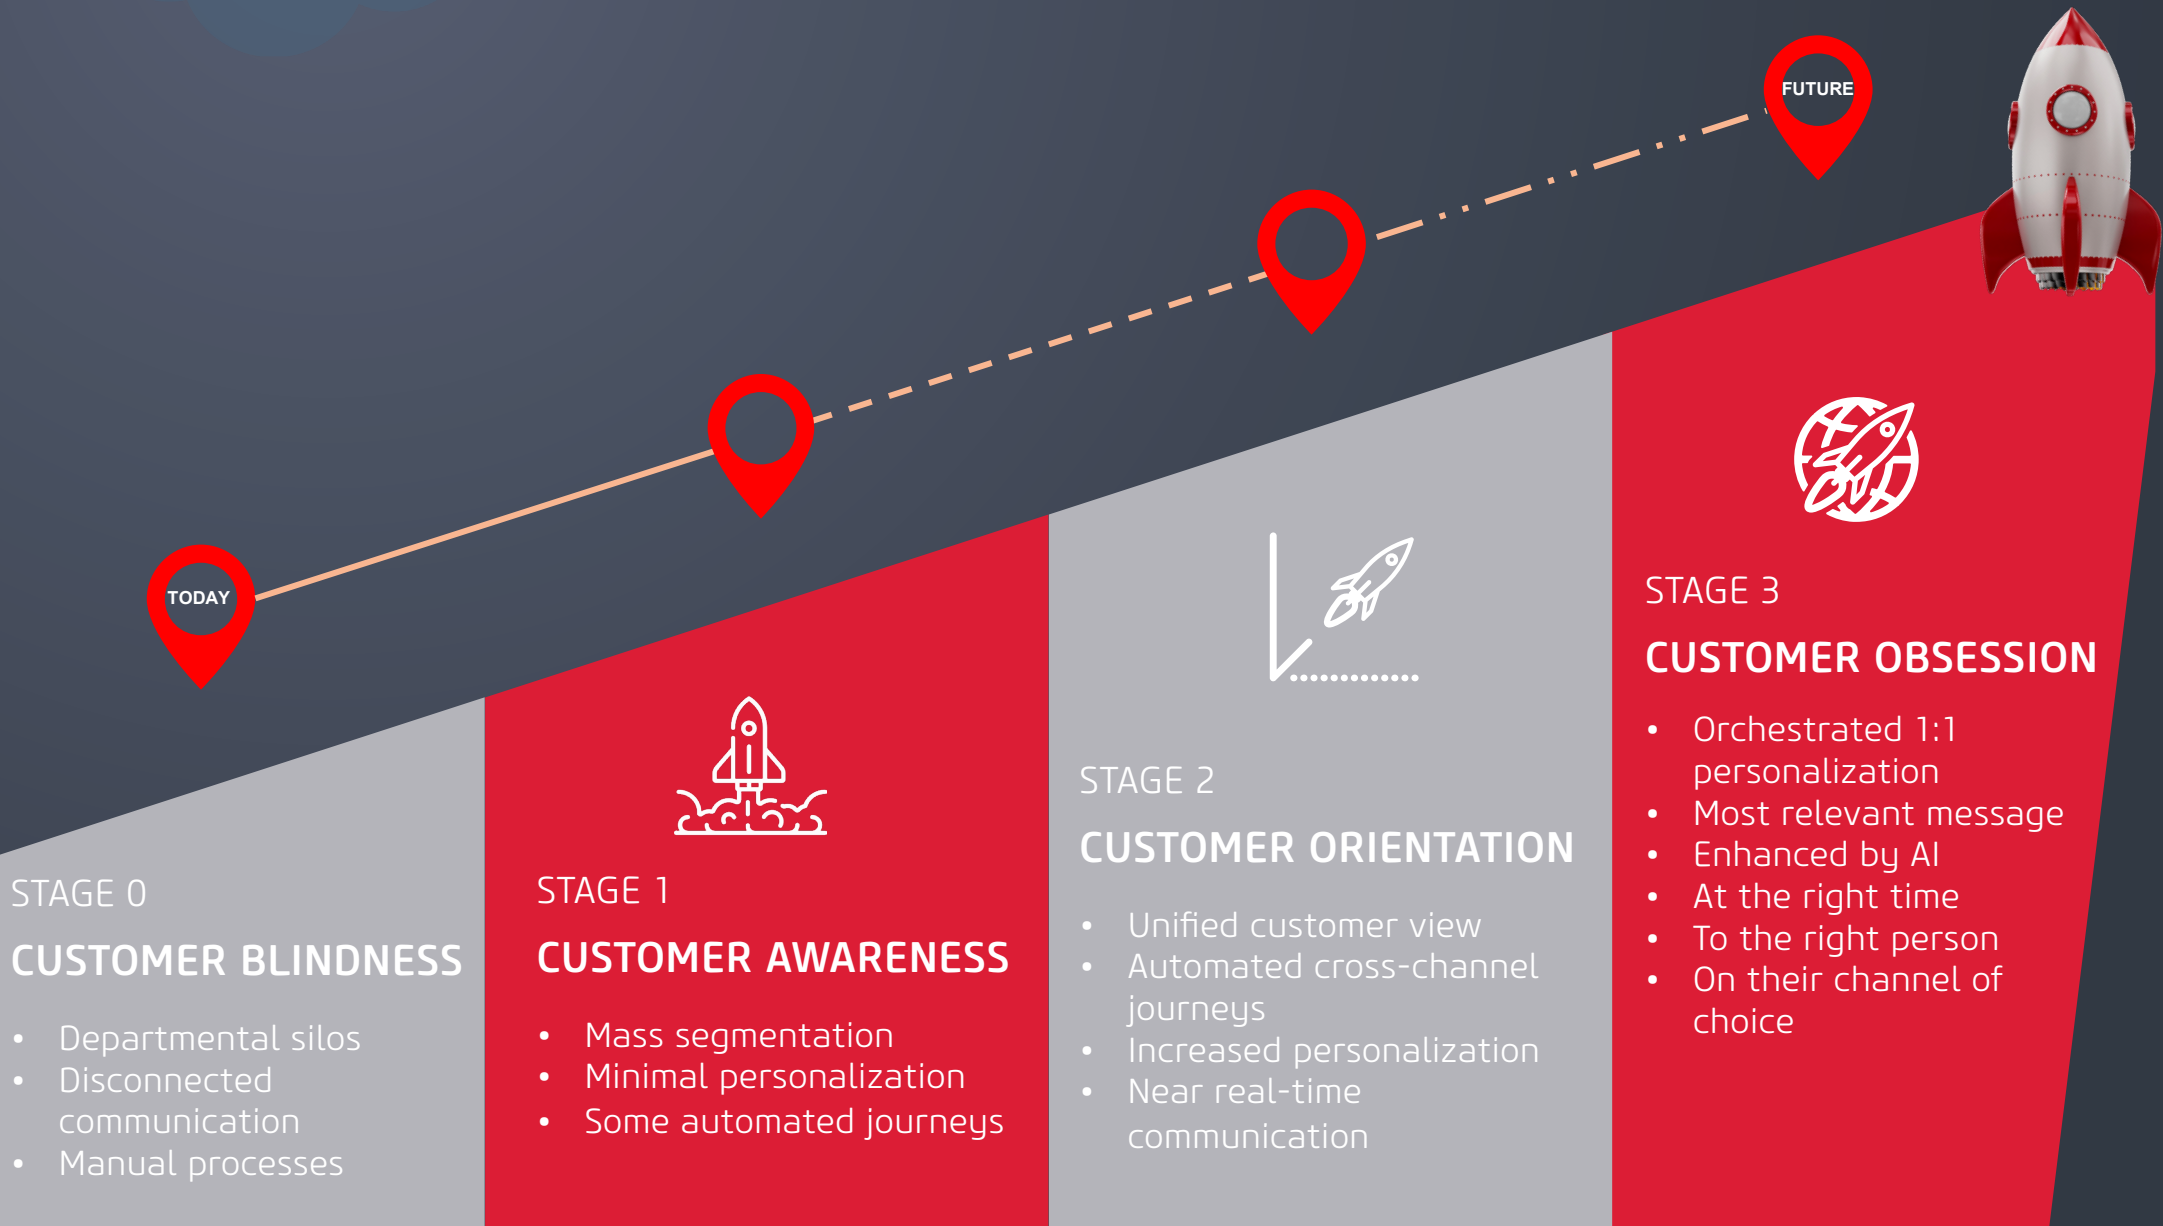 FUTURE
TODAY
STAGE 0
CUSTOMER BLINDNESS
• Departmental silos
• Disconnected
communication
• Manual processes
STAGE 1
CUSTOMER AWARENESS
• Mass segmentation
• Minimal personalization
• Some automated journeys
STAGE 2
CUSTOMER ORIENTATION
• Unified customer view
• Automated cross-channel
journeys
• Increased personalization
• Near real-time
communication
STAGE 3
CUSTOMER OBSESSION
• Orchestrated 1:1
personalization
• Most relevant message
• Enhanced by AI
• At the right time
• To the right person
• On their channel of
choice